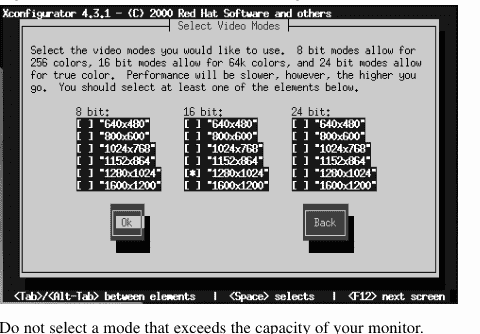 Xconfigurator 4.3.1 - (C) 2000 Red Hat Software and others
Select Video Modes
Select the video modes you would like to use.  8 bit modes allow for
256 colors, 16 bit modes allow for 64k colors, and 24 bit modes allow
for true color.  Performance will be slower, however, the higher you
go.  You should select at least one of the elements below.
8 bit: 16 bit: 24 bit:
[ ] "640x480" [ ] "640x480" [ ] "640x480"
[ ] "800x600" [ ] "800x600" [ ] "800x600"
[ ] "1024x768" [ ] "1024x768" [ ] "1024x768"
[ ] "1152x864" [ ] "1152x864" [ ] "1152x864"
[ ] "1280x1024" [*] "1280x1024" [ ] "1280x1024"
[ ] "1600x1200" [ ] "1600x1200" [ ] "1600x1200"
Ok Back
<Tab>/<Alt-Tab> between elements | <Space> selects | <F12> next screen
Do not select a mode that exceeds the capacity of your monitor.